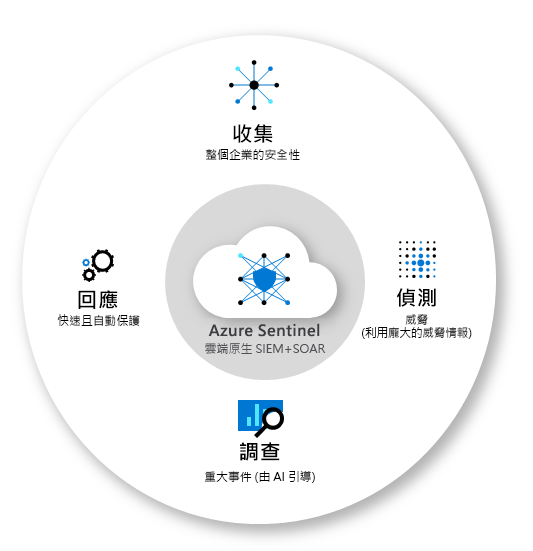 收集
整個企業的安全性
回應
快速且自動保護
偵測
威脅
(利用龐大的威脅情報)
Azure Sentinel
雲端原生 SIEM+SOAR
調查
重大事件 (由 AI 引導)